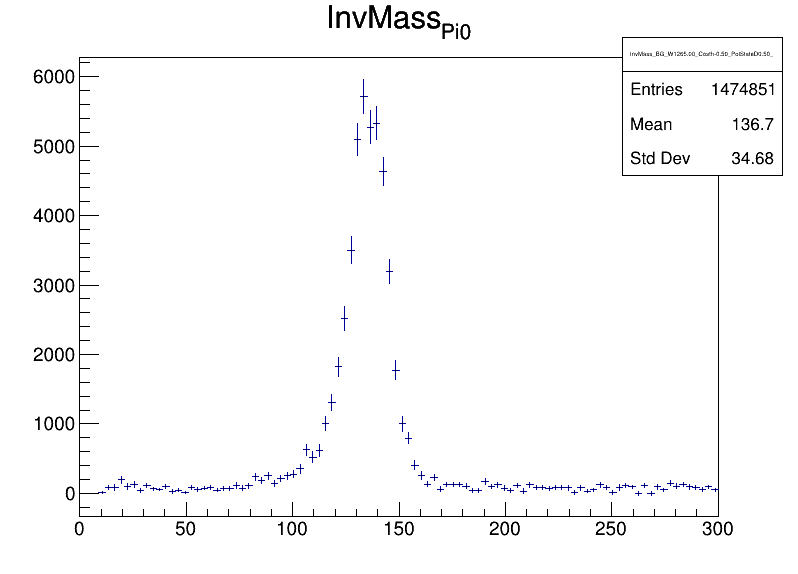 InvMass_Pi0
InvMass_BG_W1265.00_Costh-0.50_PolStateD0.50_
Entries 1474851
Mean 136.7
Std Dev 34.68
6000
5000
4000
3000
2000
1000
0
0 50 100 150 200 250 300